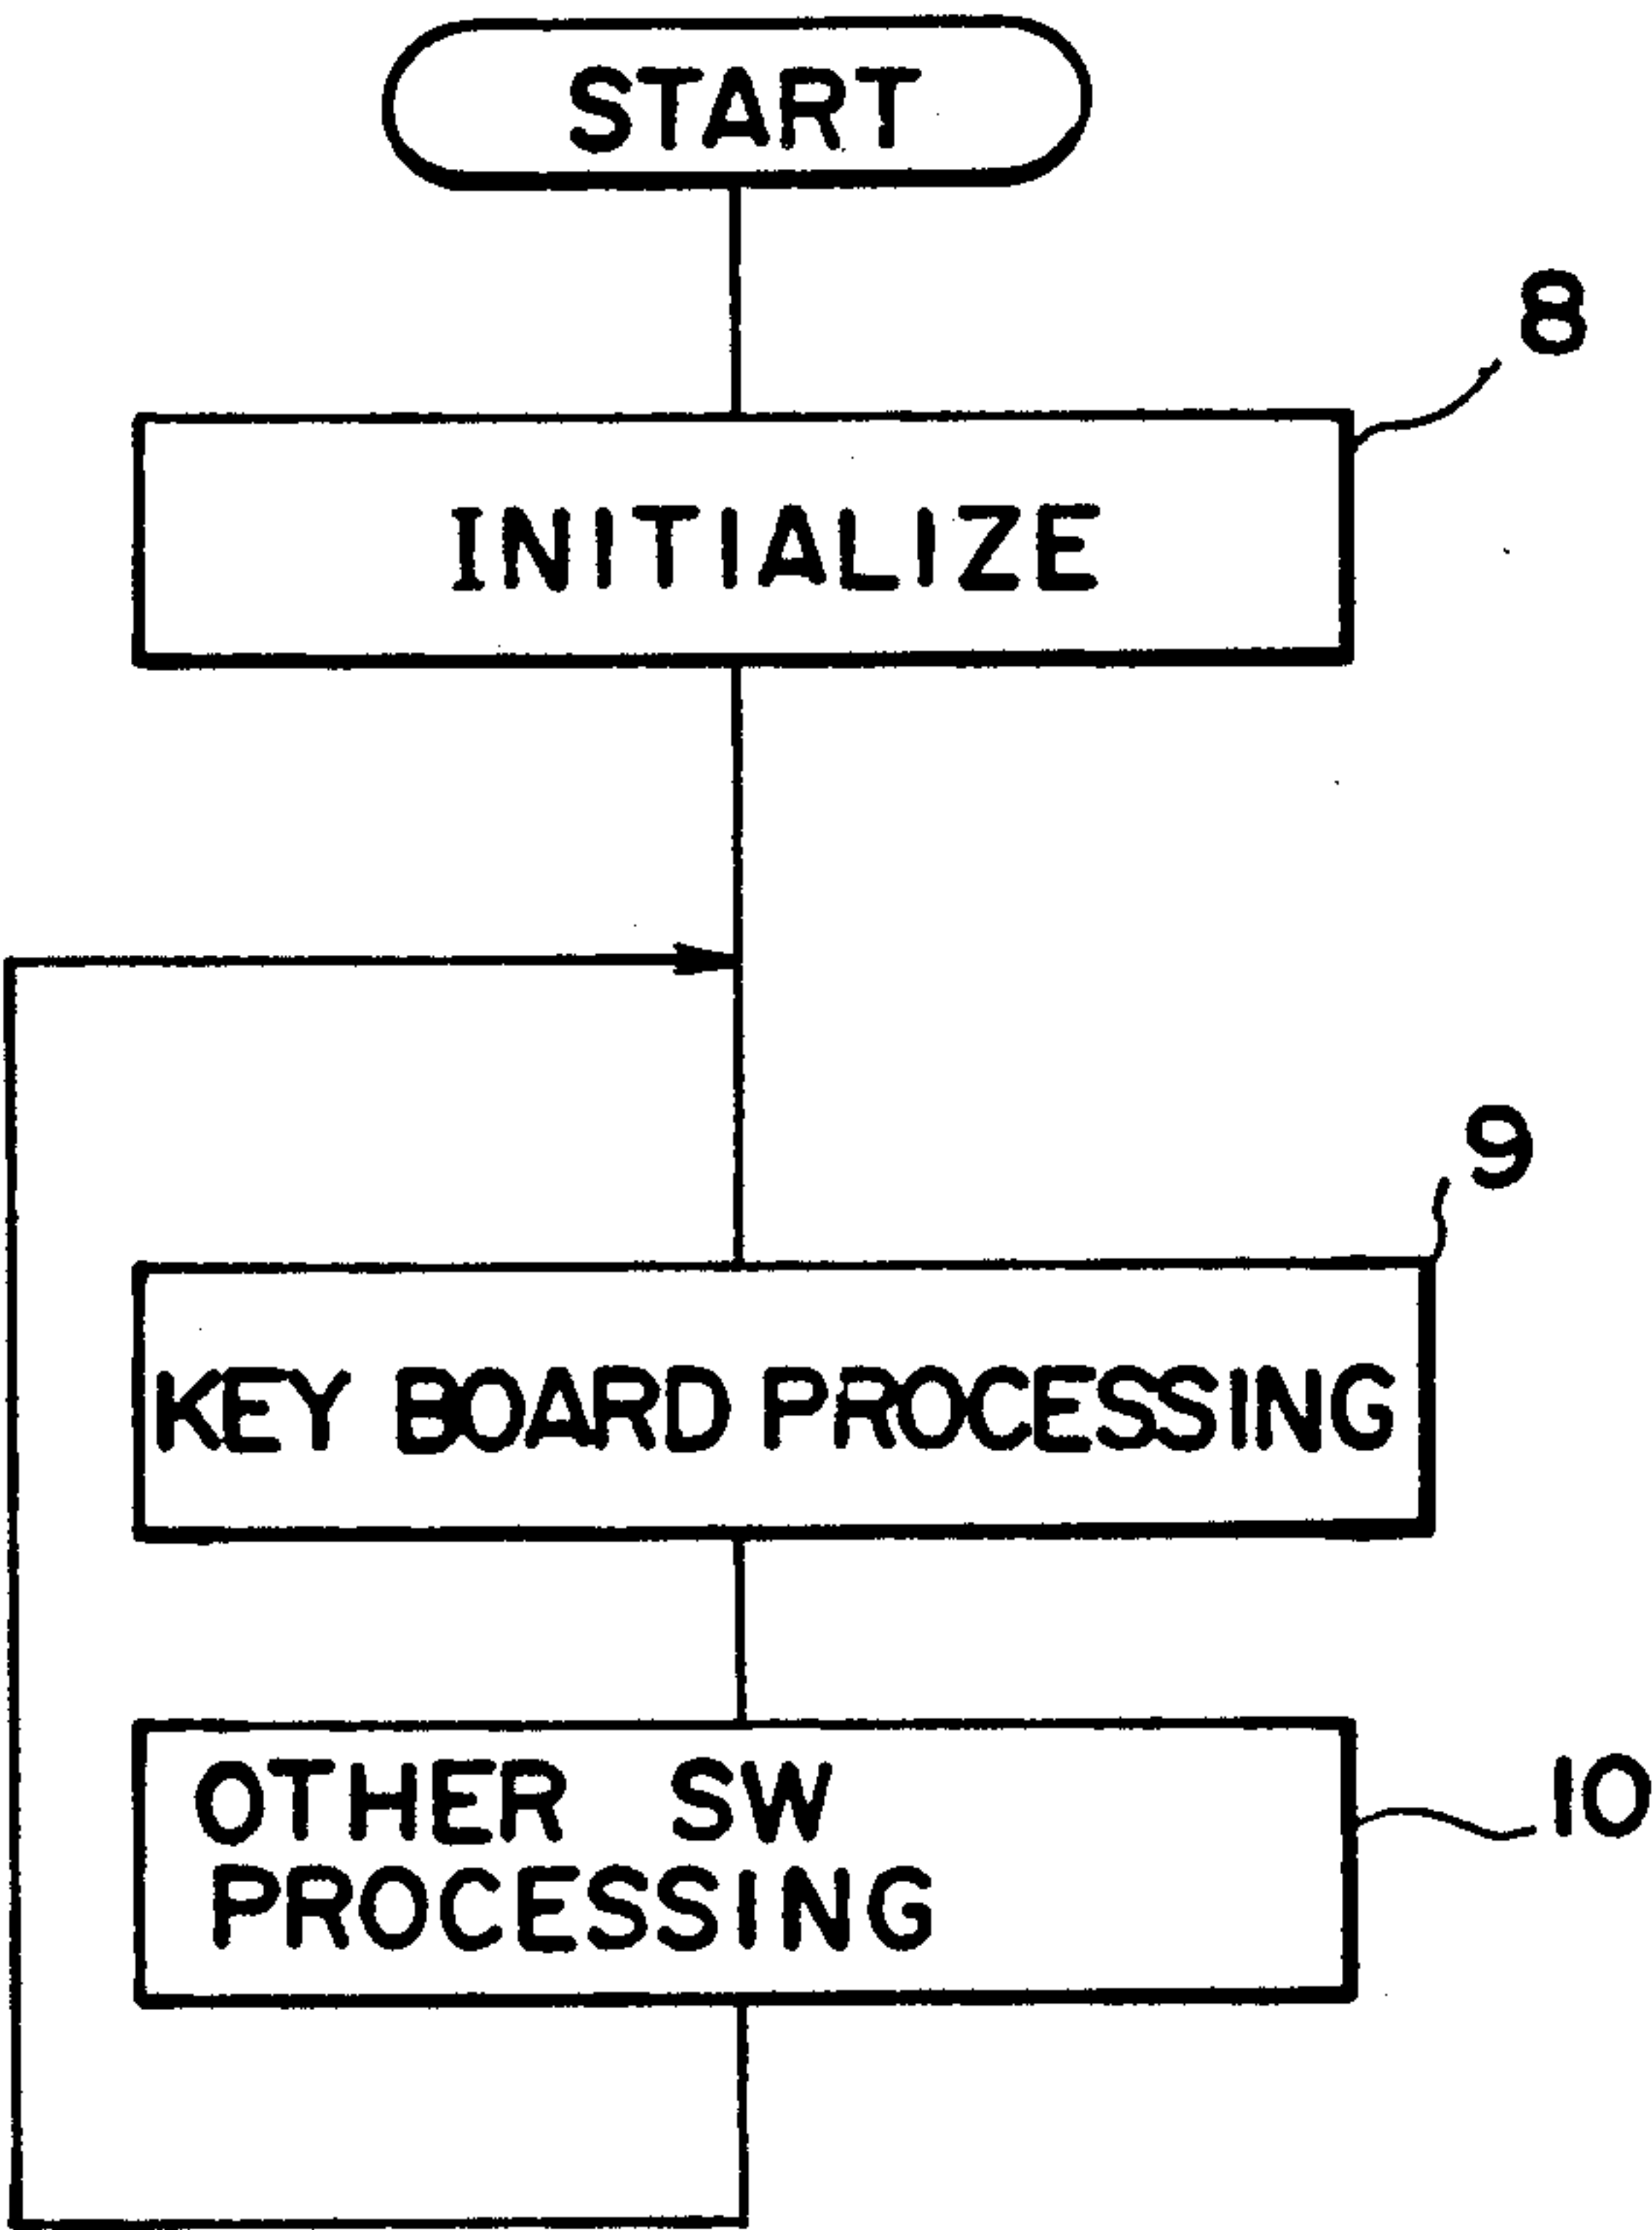 START
8
INITIALIZE
9
KEY BOARD PROCESSING
OTHER SW
10
PROCESSING